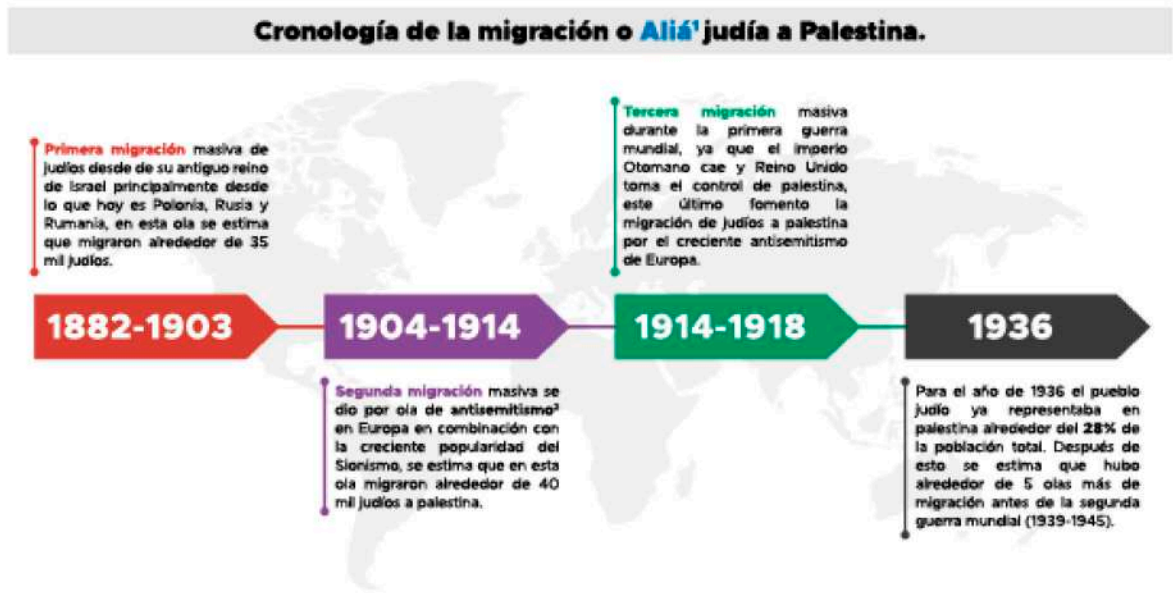 Cronología de la migración o Aliá¹ judía a Palestina.
Primera migración masiva de
judíos desde de su antiguo reino
de Israel principalmente desde
lo que hoy es Polonia, Rusia y
Rumania, en esta ola se estima
que migraron alrededor de 35
mil judíos.
Tercera migración masiva
durante la primera guerra
mundial, ya que el imperio
Otomano cae y Reino Unido
toma el control de palestina,
este último fomento la
migración de judíos a palestina
por el creciente antisemitismo
de Europa.
1882-1903
1904-1914
1914-1918
1936
Segunda migración masiva se
dio por ola de antisemitismo²
en Europa en combinación con
la creciente popularidad del
Sionismo, se estima que en esta
ola migraron alrededor de 40
mil judíos a palestina.
Para el año de 1936 el pueblo
judío ya representaba en
palestina alrededor del 28% de
la población total. Después de
esto se estima que hubo
alrededor de 5 olas más de
migración antes de la segunda
guerra mundial (1939-1945).